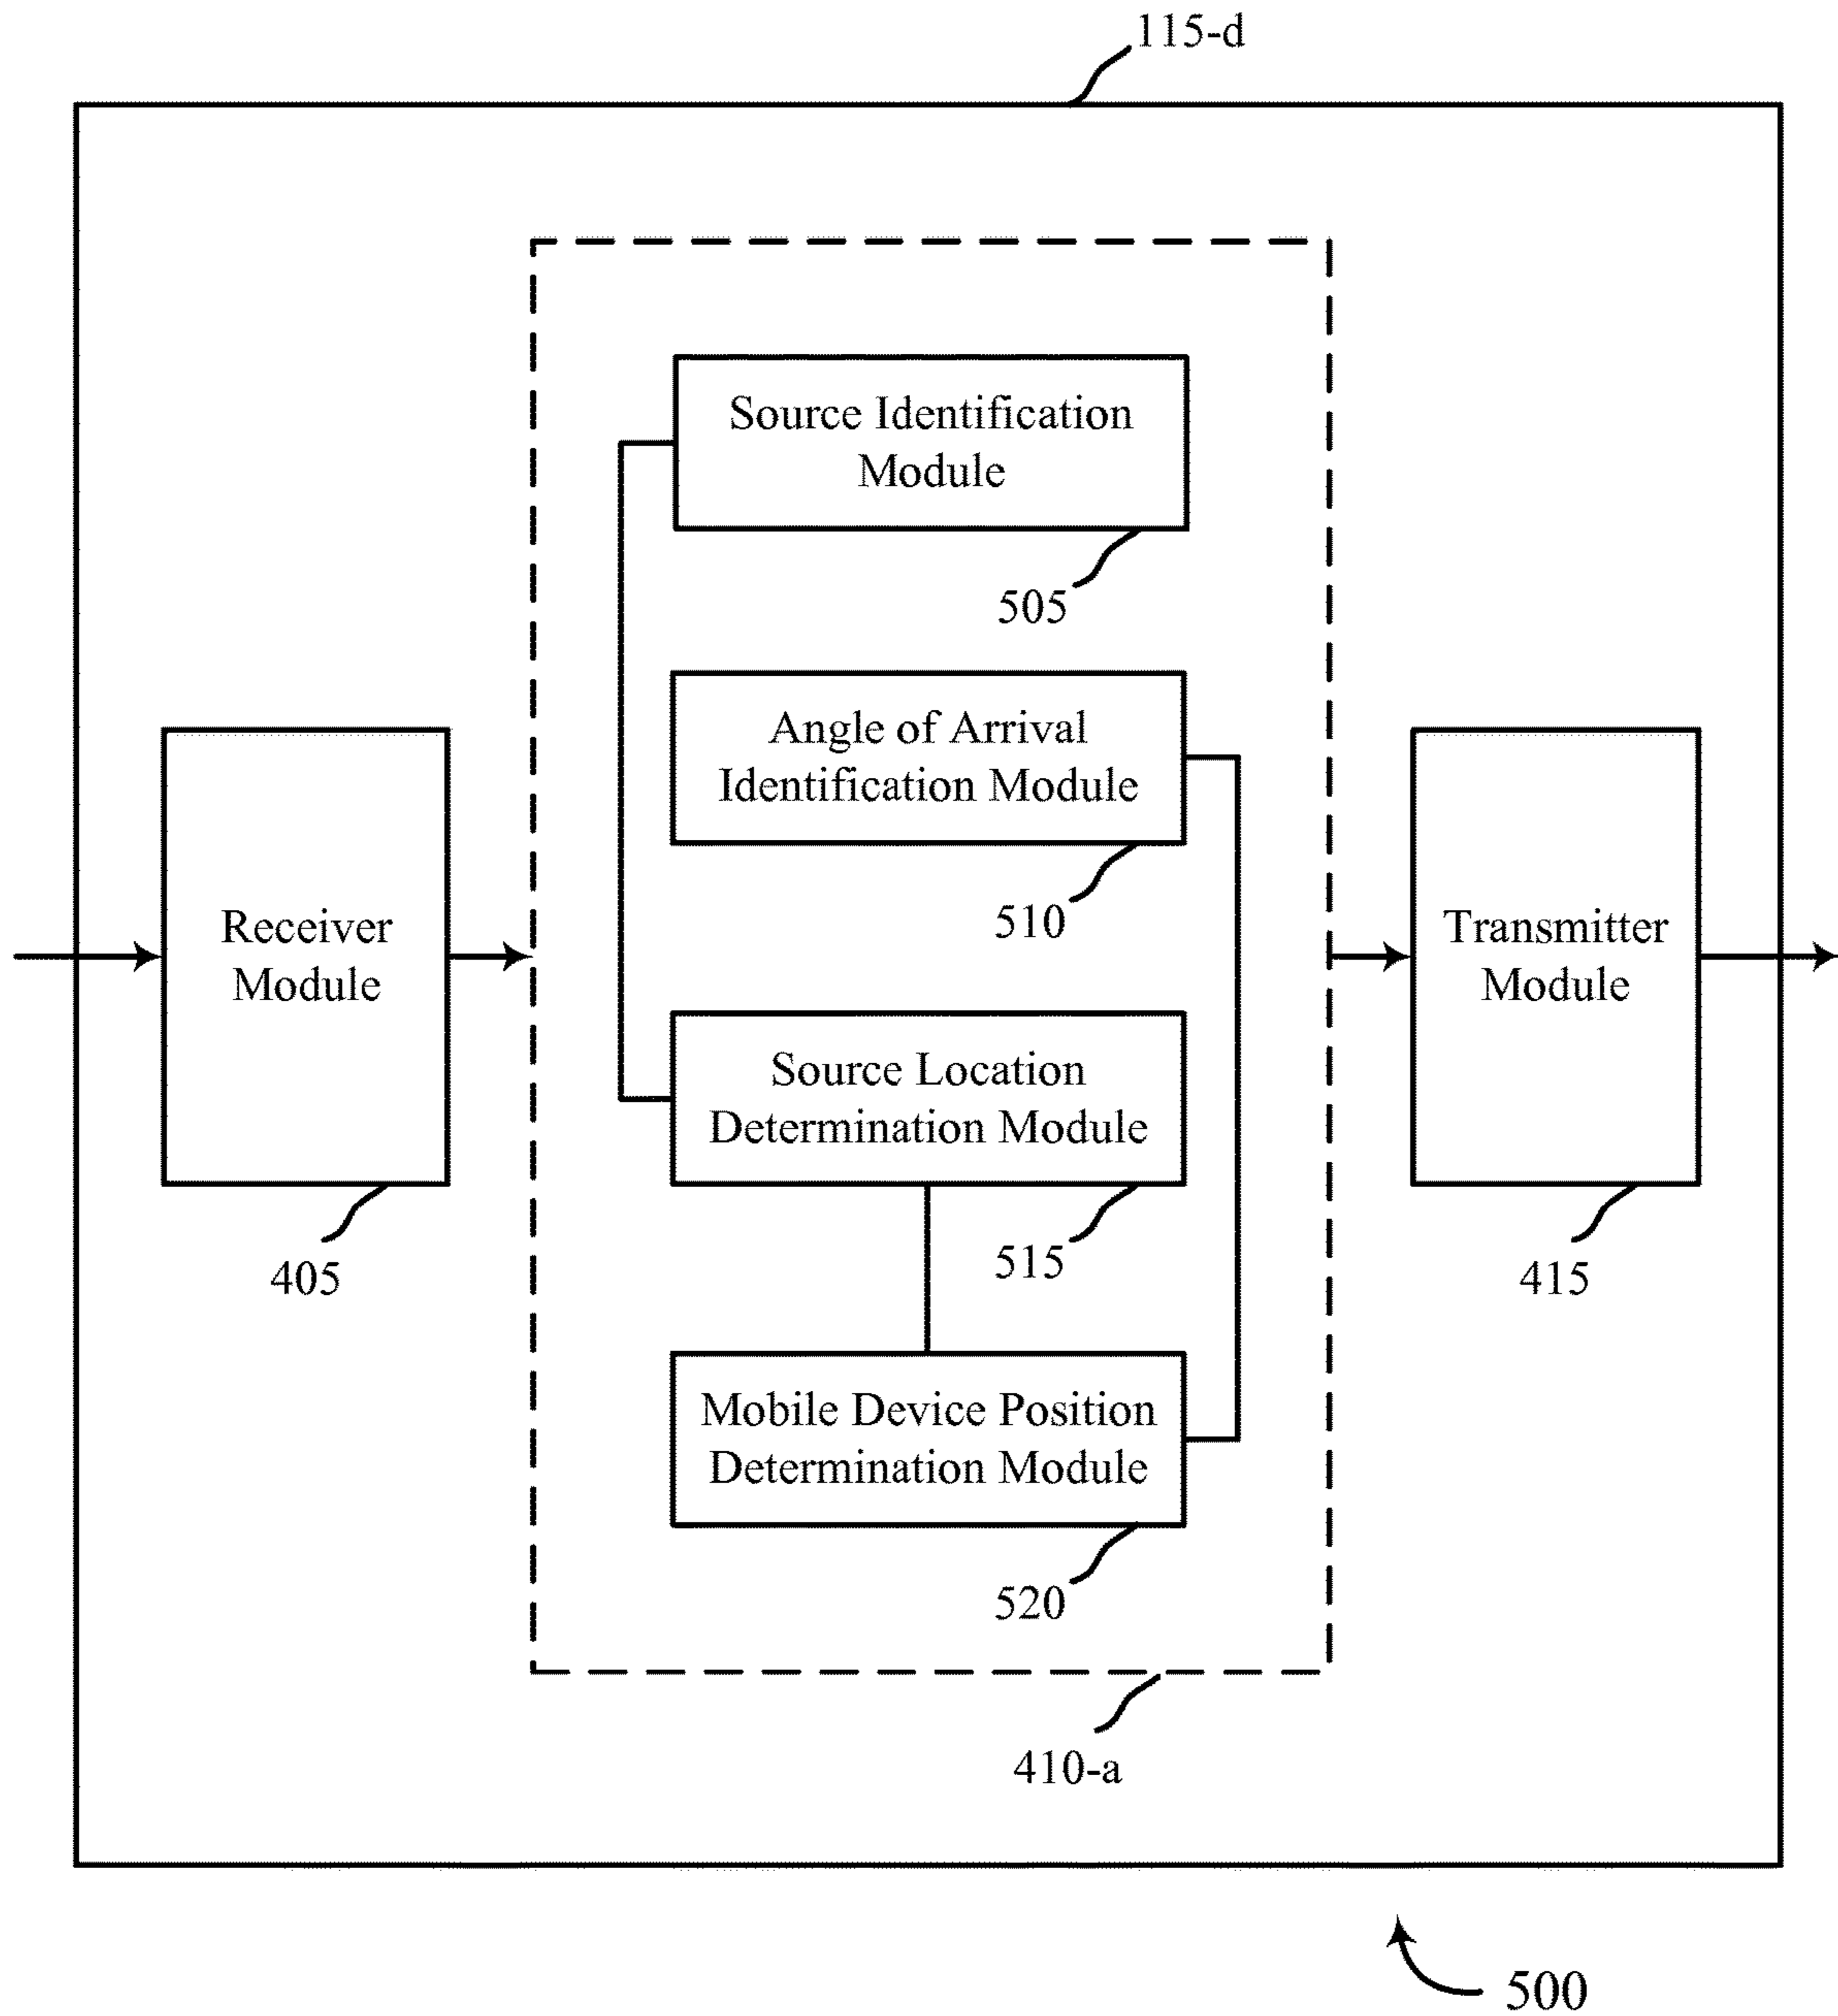 115-d
Source Identification
Module
505
Angle of Arrival
Identification Module
510
Receiver
Module
405
Transmitter
Module
415
Source Location
Determination Module
515
Mobile Device Position
Determination Module
520
410-a
500